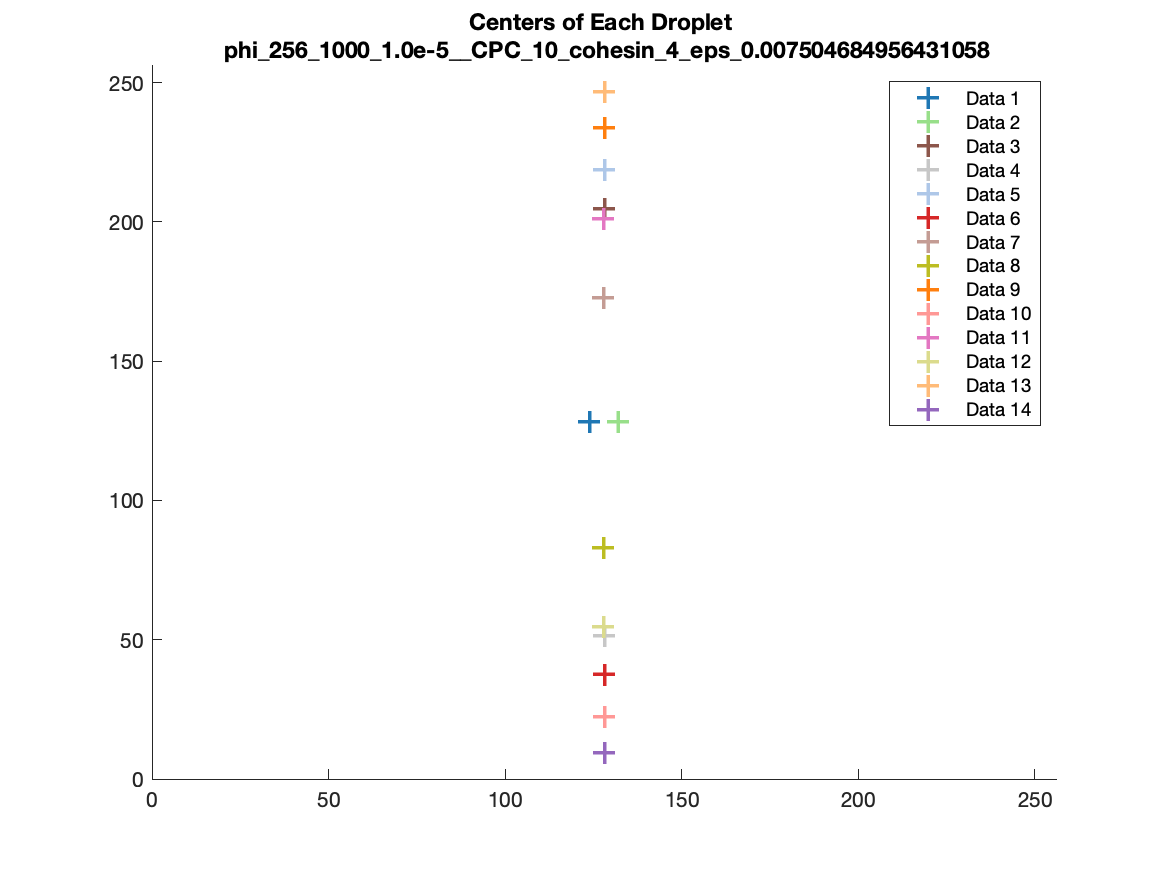 Centers of Each Droplet
phi_256_1000_1.0e-5__CPC_10_cohesin_4_eps_0.007504684956431058
250
200
150
100
50
0
0
50
100
150
200
250
Data 1
Data 2
Data 3
Data 4
Data 5
Data 6
Data 7
Data 8
Data 9
Data 10
Data 11
Data 12
Data 13
Data 14